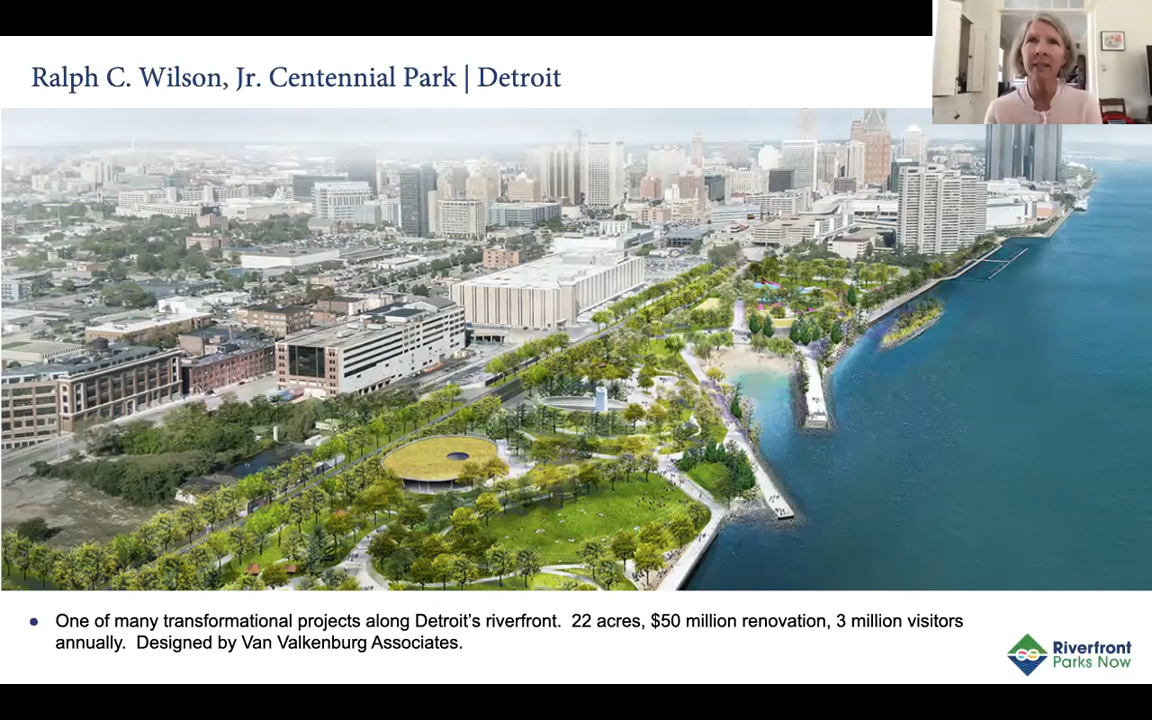 Ralph C. Wilson, Jr. Centennial Park | Detroit
• One of many transformational projects along Detroit's riverfront.  22 acres, $50 million renovation, 3 million visitors
annually.  Designed by Van Valkenburg Associates.
Riverfront
Parks Now